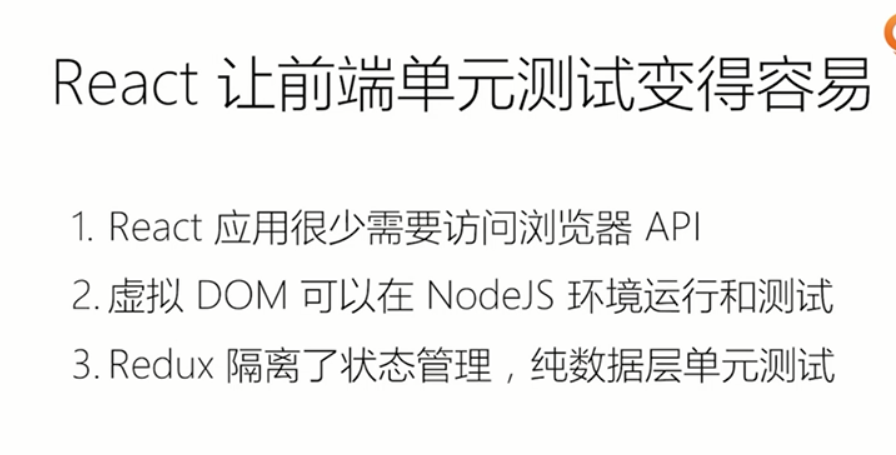 React 让前端单元测试变得容易
1. React 应用很少需要访问浏览器 API
2. 虚拟 DOM 可以在 NodeJS 环境运行和测试
3. Redux 隔离了状态管理，纯数据层单元测试